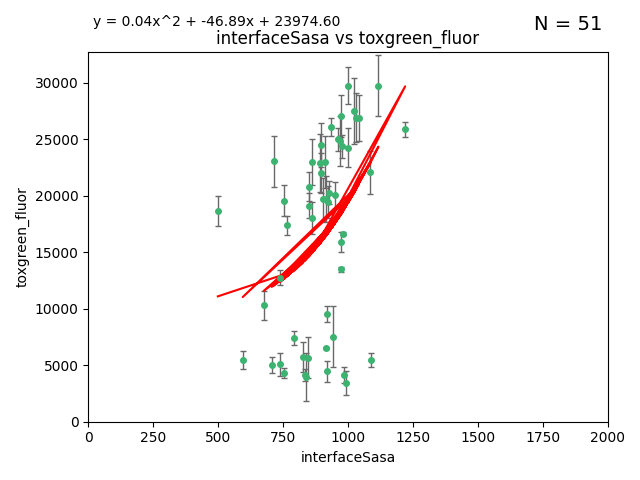 y = 0.04x^2 + -46.89x + 23974.60
N = 51
interfaceSasa vs toxgreen_fluor
30000
25000
20000
15000
10000
5000
0
toxgreen_fluor
0 250 500 750 1000 1250 1500 1750 2000
interfaceSasa